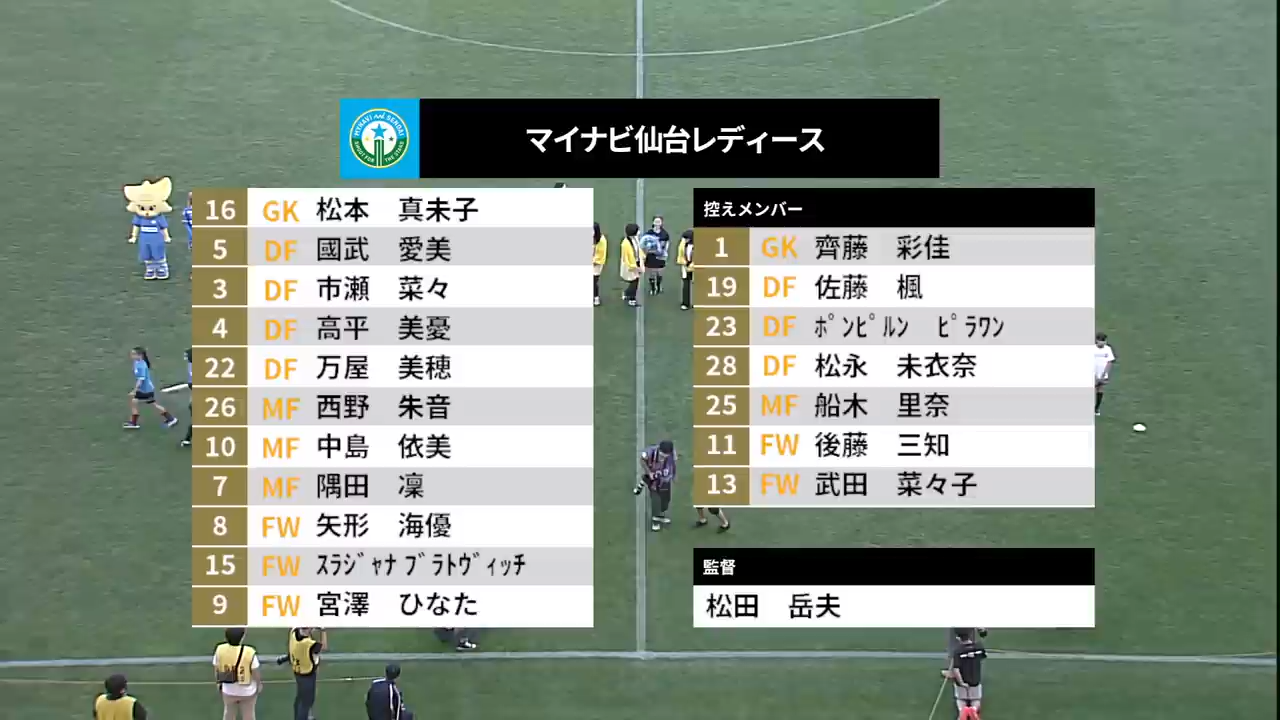 マイナビ仙台レディース
16 GK 松本 真未子
5 DF 國武 愛美
3 DF 市瀬 菜々
4 DF 高平 美憂
22 DF 万屋 美穂
26 MF 西野 朱音
10 MF 中島 依美
7 MF 隅田 凜
8 FW 矢形 海優
15 FW ｽﾗｼﾞｬﾅ ﾌﾞﾗﾄｳﾞｨｯﾁ
9 FW 宮澤 ひなた
控えメンバー
1 GK 齊藤 彩佳
19 DF 佐藤 楓
23 DF ﾎﾟﾝﾋﾟﾙﾝ ﾋﾟﾗﾜﾝ
28 DF 松永 未衣奈
25 MF 船木 里奈
11 FW 後藤 三知
13 FW 武田 菜々子
監督
松田 岳夫